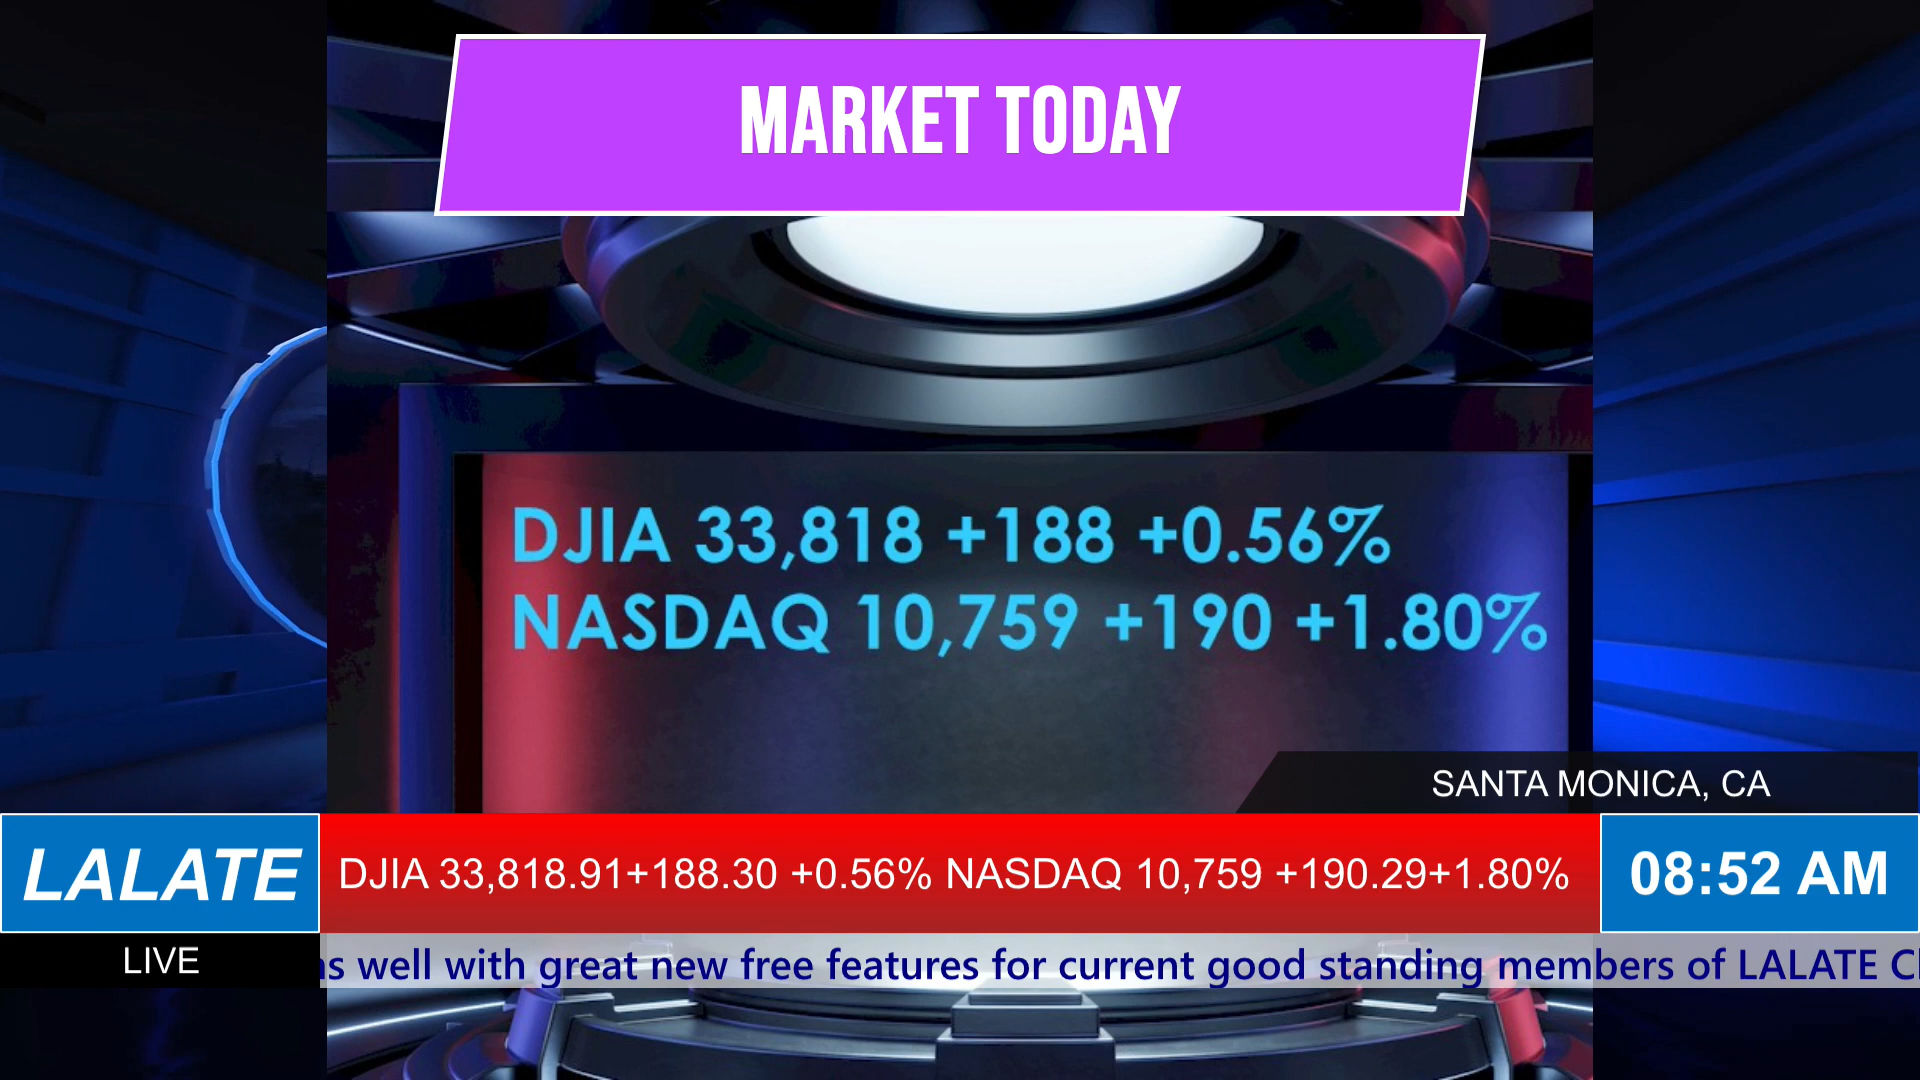 MARKET TODAY
DJIA 33,818 +188 +0.56%
NASDAQ 10,759 +190 +1.80%
SANTA MONICA, CA
LALATE
DJIA 33,818.91+188.30 +0.56% NASDAQ 10,759 +190.29+1.80%
08:52 AM
LIVE
well with great new free features for current good standing members of LALATE